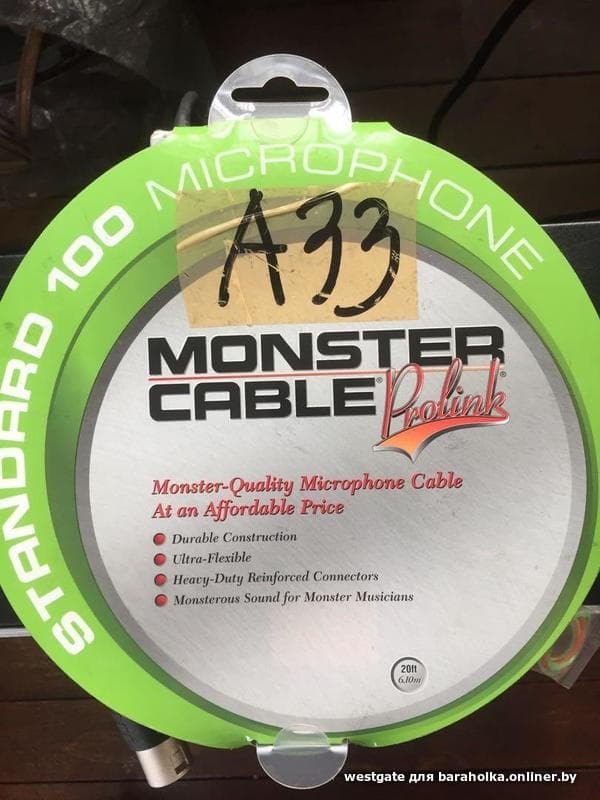 STANDARD 100 MICROPHONE
A33
MONSTER
CABLE® Prolink®
Monster-Quality Microphone Cable
At an Affordable Price
Durable Construction
Ultra-Flexible
Heavy-Duty Reinforced Connectors
Monsterous Sound for Monster Musicians
20ft
6.10m
westgate для baraholka.onliner.by